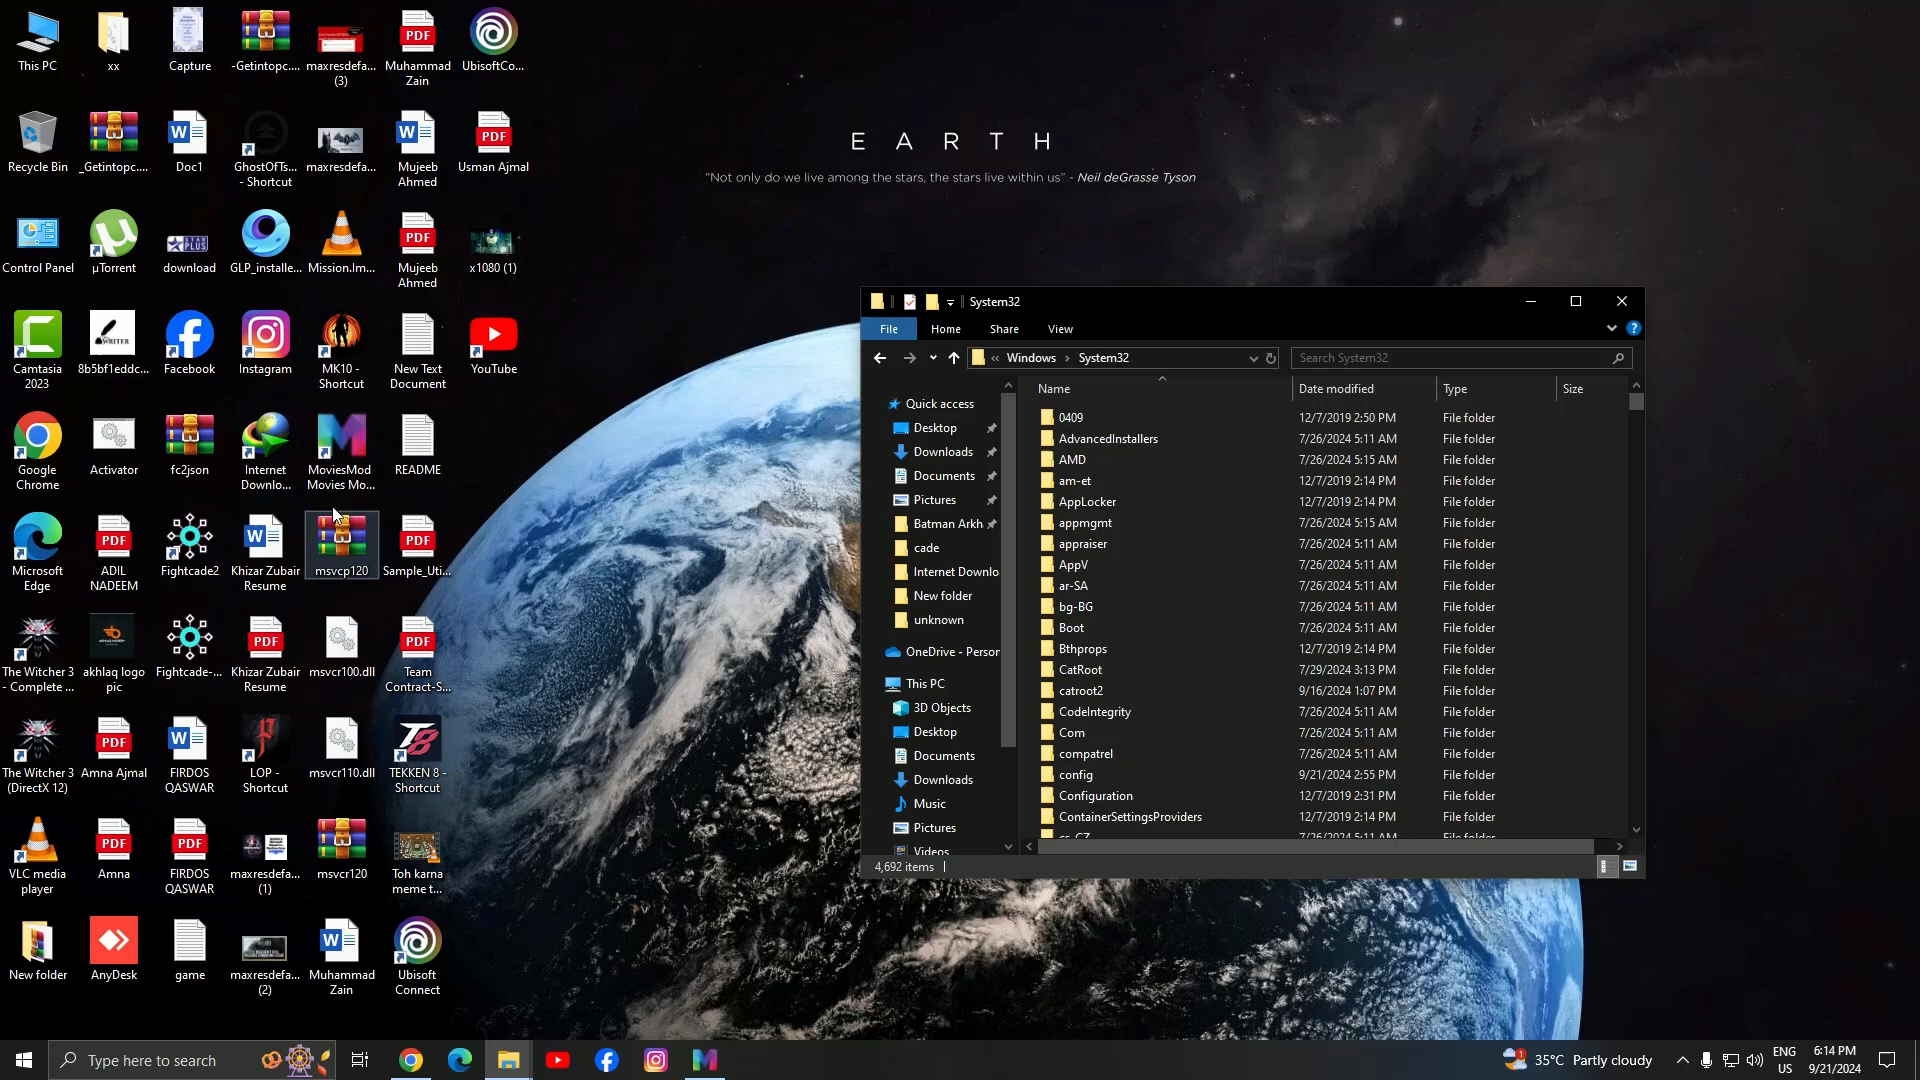 This PC
xx
Capture
-Getintopc....
maxresdefa...
(3)
Muhammad
Zain
UbisoftCo...
Recycle Bin
_Getintopc....
Doc1
GhostOfTs...
- Shortcut
maxresdefa...
Mujeeb
Ahmed
Usman Ajmal
Control Panel
µTorrent
download
GLP_installe...
Mission.Im...
Mujeeb
Ahmed
x1080 (1)
Camtasia
2023
8b5bf1eddc...
Facebook
Instagram
MK10 -
Shortcut
New Text
Document
YouTube
Google
Chrome
Activator
fc2json
Internet
Downlo...
MoviesMod
Movies Mo...
README
Microsoft
Edge
ADIL
NADEEM
Fightcade2
Khizar Zubair
Resume
msvcp120
Sample_Uti...
The Witcher 3
- Complete ...
akhlaq logo
pic
Fightcade-...
Khizar Zubair
Resume
msvcr100.dll
Team
Contract-S...
The Witcher 3
(DirectX 12)
Amna Ajmal
FIRDOS
QASWAR
LOP -
Shortcut
msvcr110.dll
TEKKEN 8 -
Shortcut
VLC media
player
Amna
FIRDOS
QASWAR
maxresdefa...
(1)
msvcr120
Toh karna
meme t...
New folder
AnyDesk
game
maxresdefa...
(2)
Muhammad
Zain
Ubisoft
Connect
EARTH
"Not only do we live among the stars, the stars live within us" - Neil deGrasse Tyson
System32
File Home Share View
« Windows › System32
Search System32
Quick access
Desktop
Downloads
Documents
Pictures
Batman Arkh
cade
Internet Downlo
New folder
unknown
OneDrive - Person
This PC
3D Objects
Desktop
Documents
Downloads
Music
Pictures
Videos
Name Date modified Type Size
0409 12/7/2019 2:50 PM File folder
AdvancedInstallers 7/26/2024 5:11 AM File folder
AMD 7/26/2024 5:15 AM File folder
am-et 12/7/2019 2:14 PM File folder
AppLocker 12/7/2019 2:14 PM File folder
appmgmt 7/26/2024 5:15 AM File folder
appraiser 7/26/2024 5:11 AM File folder
AppV 7/26/2024 5:11 AM File folder
ar-SA 7/26/2024 5:11 AM File folder
bg-BG 7/26/2024 5:11 AM File folder
Boot 7/26/2024 5:11 AM File folder
Bthprops 12/7/2019 2:14 PM File folder
CatRoot 7/29/2024 3:13 PM File folder
catroot2 9/16/2024 1:07 PM File folder
CodeIntegrity 7/26/2024 5:11 AM File folder
Com 7/26/2024 5:11 AM File folder
compatrel 7/26/2024 5:11 AM File folder
config 9/21/2024 2:55 PM File folder
Configuration 12/7/2019 2:31 PM File folder
ContainerSettingsProviders 12/7/2019 2:14 PM File folder
cs-CZ 7/26/2024 5:11 AM File folder
4,692 items
Type here to search
35°C Partly cloudy
ENG
US
6:14 PM
9/21/2024